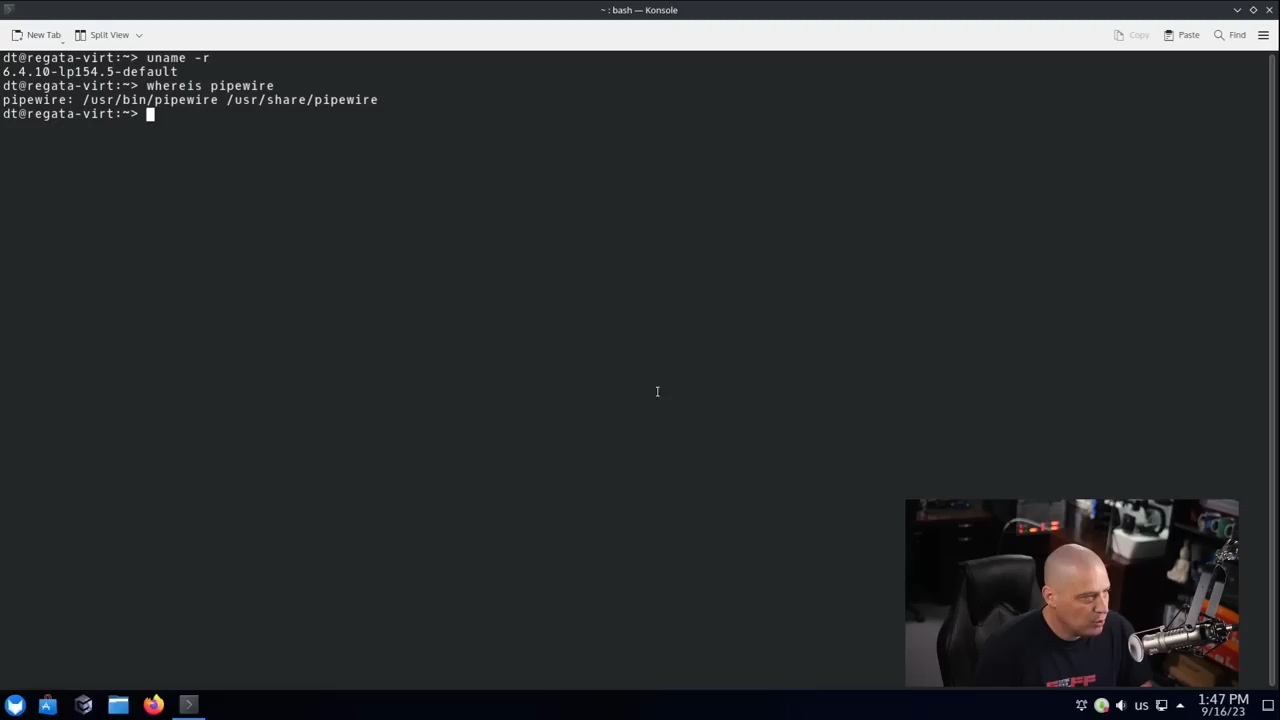 ~ : bash — Konsole
New Tab
Split View
Copy
Paste
Find
dt@regata-virt:~> uname -r
6.4.10-lp154.5-default
dt@regata-virt:~> whereis pipewire
pipewire: /usr/bin/pipewire /usr/share/pipewire
dt@regata-virt:~>
us
1:47 PM
9/16/23